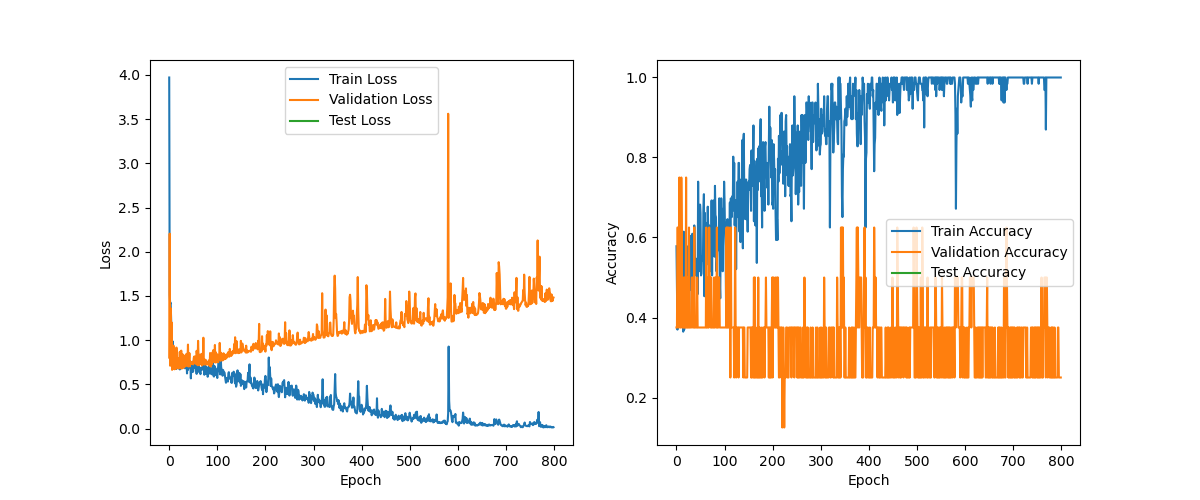 4.0
3.5
3.0
2.5
2.0
1.5
1.0
0.5
0.0
Loss
0 100 200 300 400 500 600 700 800
Epoch
Train Loss
Validation Loss
Test Loss
1.0
0.8
0.6
0.4
0.2
Accuracy
0 100 200 300 400 500 600 700 800
Epoch
Train Accuracy
Validation Accuracy
Test Accuracy